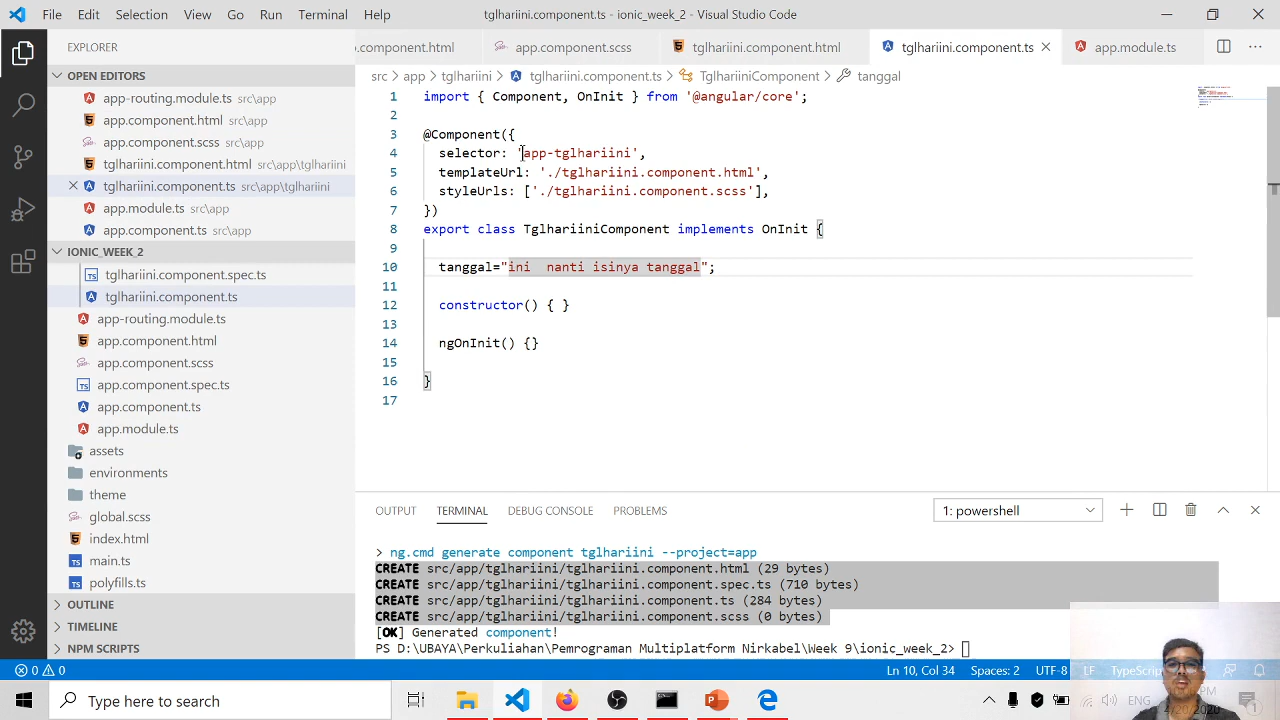 File Edit Selection View Go Run Terminal Help tglhariini.component.ts - ionic_week_2 - Visual Studio Code
EXPLORER
OPEN EDITORS
app-routing.module.ts src\app
app.component.html src\app
app.component.scss src\app
tglhariini.component.html src\app\tglhariini
tglhariini.component.ts src\app\tglhariini
app.module.ts src\app
app.component.ts src\app
IONIC_WEEK_2
tglhariini.component.spec.ts
tglhariini.component.ts
app-routing.module.ts
app.component.html
app.component.scss
app.component.spec.ts
app.component.ts
app.module.ts
assets
environments
theme
global.scss
index.html
main.ts
polyfills.ts
OUTLINE
TIMELINE
NPM SCRIPTS
o.component.html app.component.scss tglhariini.component.html tglhariini.component.ts app.module.ts
src > app > tglhariini > tglhariini.component.ts > TglhariiniComponent > tanggal
1 import { Component, OnInit } from '@angular/core';
2
3 @Component({
4 selector: 'app-tglhariini',
5 templateUrl: './tglhariini.component.html',
6 styleUrls: ['./tglhariini.component.scss'],
7 })
8 export class TglhariiniComponent implements OnInit {
9
10 tanggal="ini  nanti isinya tanggal";
11
12 constructor() { }
13
14 ngOnInit() {}
15
16 }
17
OUTPUT TERMINAL DEBUG CONSOLE PROBLEMS 1: powershell
> ng.cmd generate component tglhariini --project=app
CREATE src/app/tglhariini/tglhariini.component.html (29 bytes)
CREATE src/app/tglhariini/tglhariini.component.spec.ts (710 bytes)
CREATE src/app/tglhariini/tglhariini.component.ts (284 bytes)
CREATE src/app/tglhariini/tglhariini.component.scss (0 bytes)
[OK] Generated component!
PS D:\UBAYA\Perkuliahan\Pemrograman Multiplatform Nirkabel\Week 9\ionic_week_2>
0 0 Ln 10, Col 34 Spaces: 2 UTF-8 LF
Type here to search ENG PM